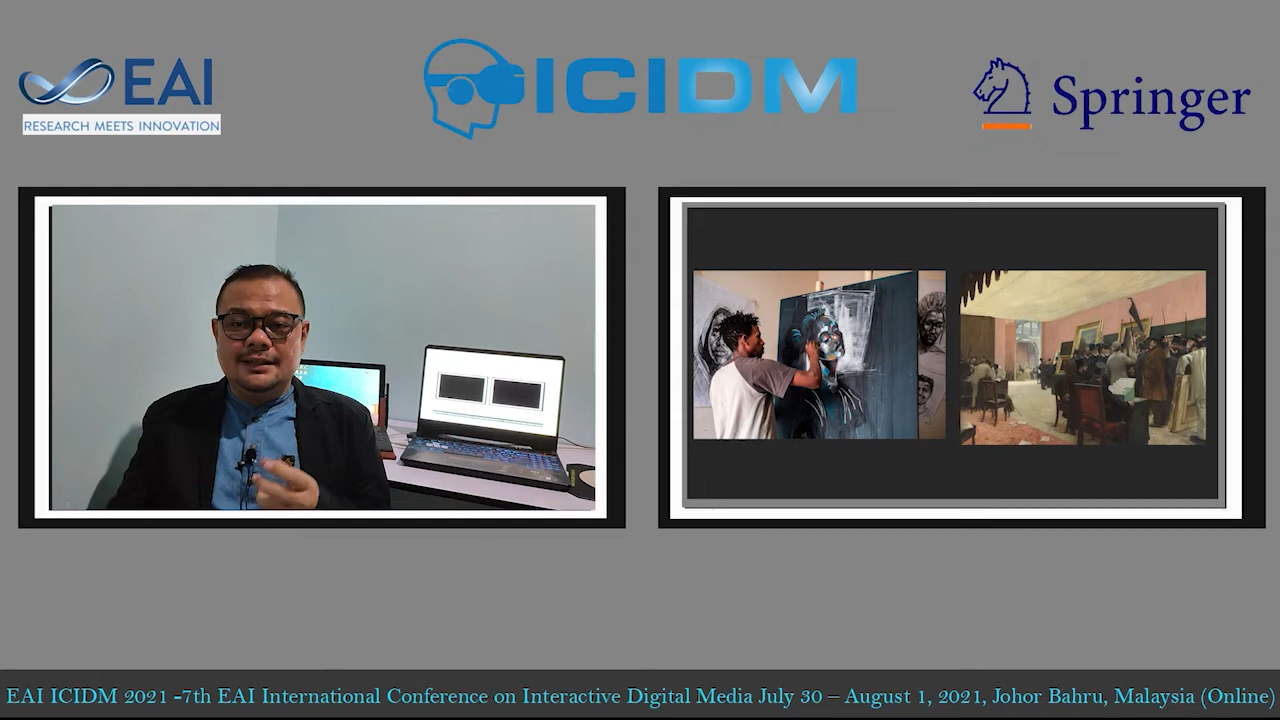 EAI
RESEARCH MEETS INNOVATION
ICIDM
Springer
EAI ICIDM 2021 -7th EAI International Conference on Interactive Digital Media July 30 – August 1, 2021, Johor Bahru, Malaysia (Online)